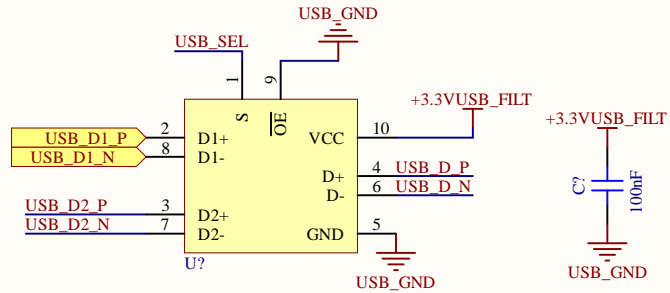 USB_GND
USB_SEL
1
9
S
OE
+3.3VUSB_FILT
+3.3VUSB_FILT
USB_D1_P
2
D1+
VCC
10
USB_D1_N
8
D1-
D+
4
USB_D_P
D-
6
USB_D_N
C?
100nF
USB_D2_P
3
D2+
USB_D2_N
7
D2-
GND
5
U?
USB_GND
USB_GND